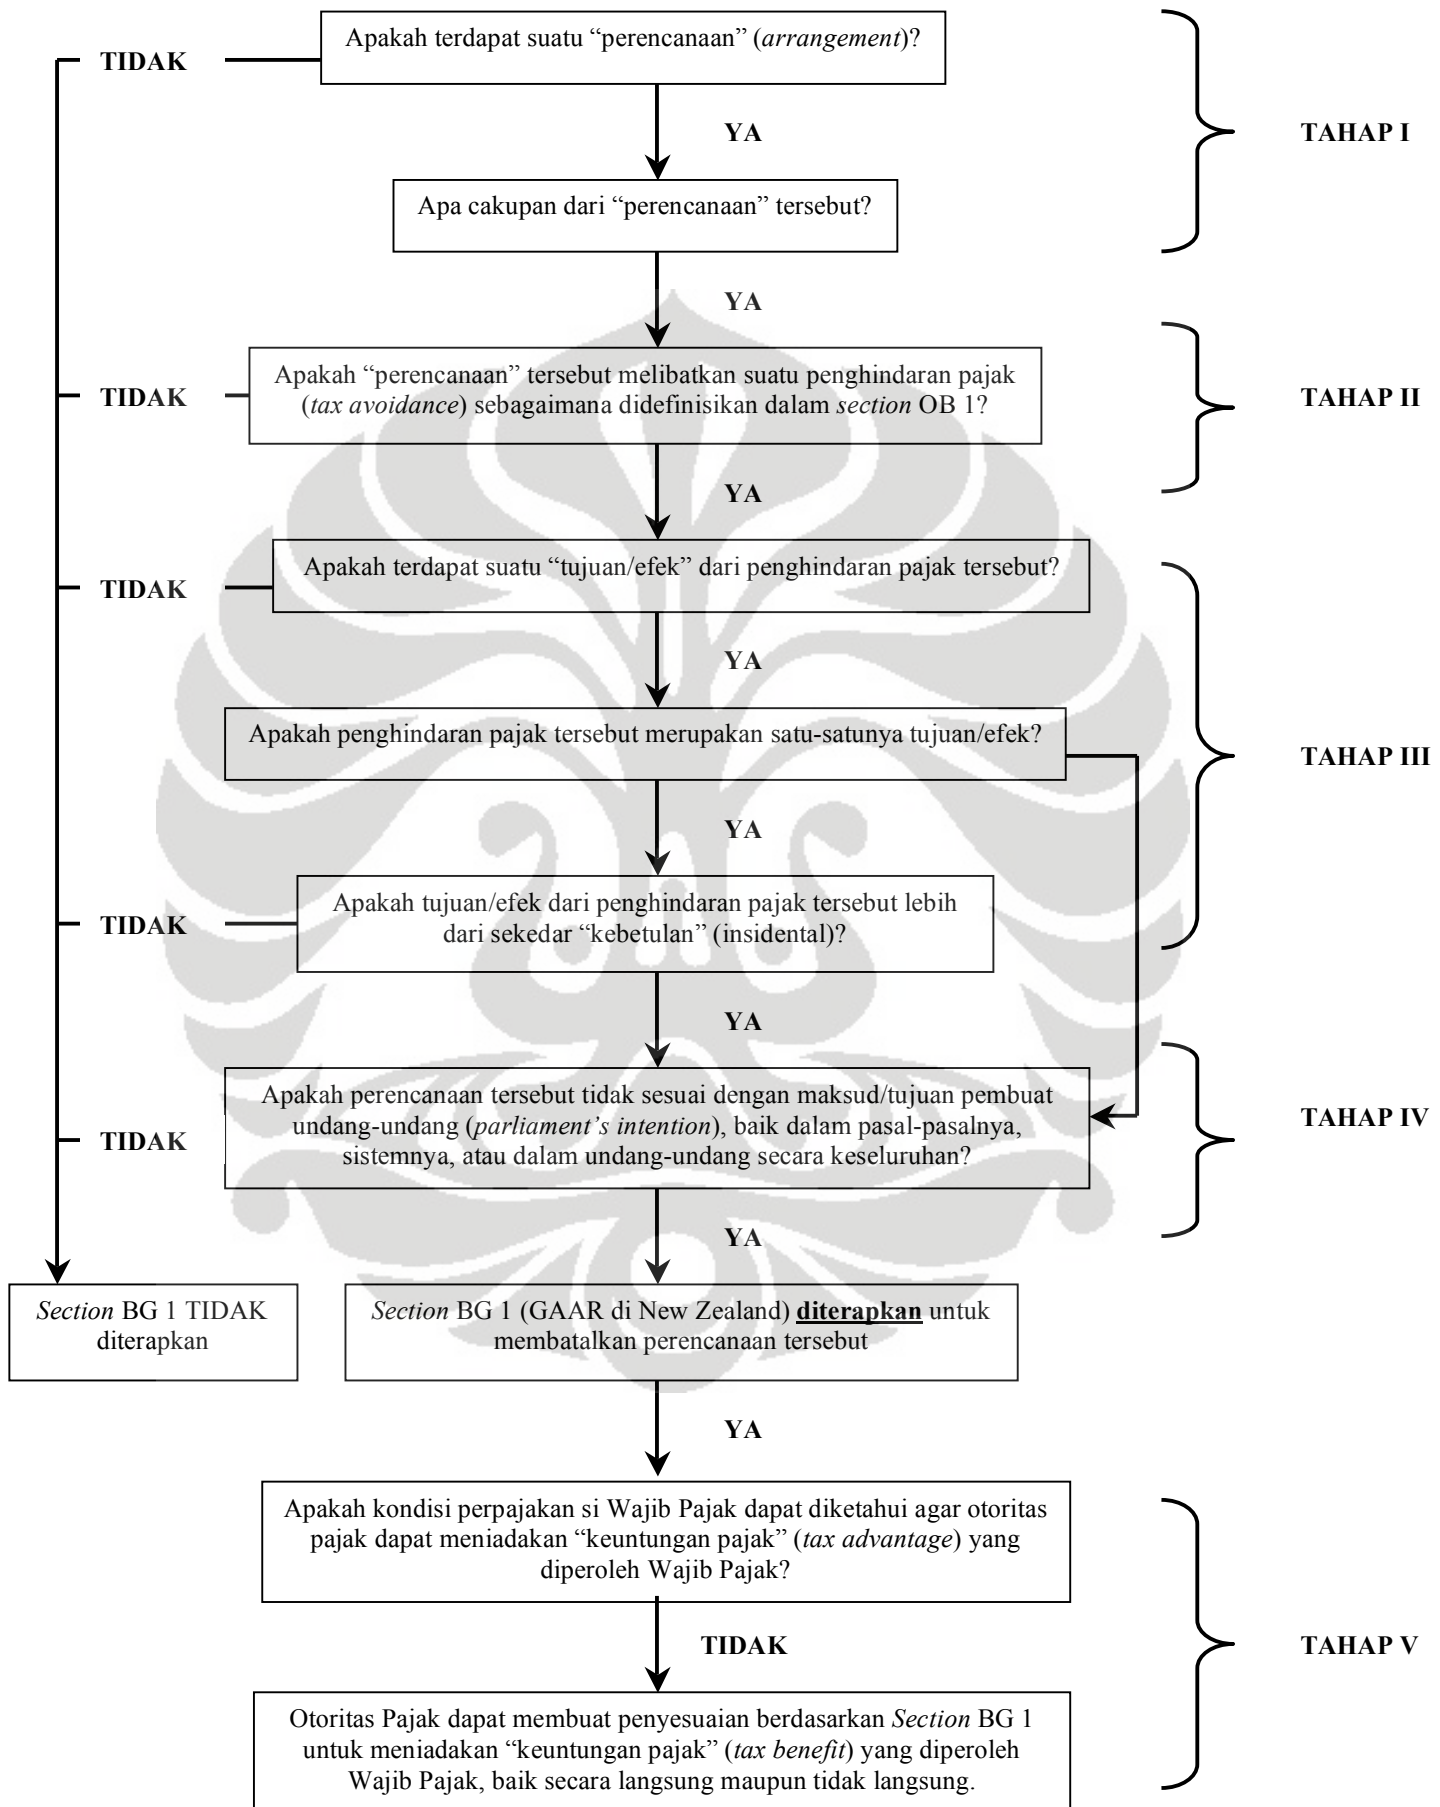 Apakah terdapat suatu “perencanaan” (arrangement)?
TIDAK
YA
TAHAP I
Apa cakupan dari “perencanaan” tersebut?
YA
Apakah “perencanaan” tersebut melibatkan suatu penghindaran pajak
(tax avoidance) sebagaimana didefinisikan dalam section OB 1?
TIDAK
TAHAP II
YA
Apakah terdapat suatu “tujuan/efek” dari penghindaran pajak tersebut?
TIDAK
YA
Apakah penghindaran pajak tersebut merupakan satu-satunya tujuan/efek?
TAHAP III
YA
Apakah tujuan/efek dari penghindaran pajak tersebut lebih
dari sekedar “kebetulan” (insidental)?
TIDAK
YA
Apakah perencanaan tersebut tidak sesuai dengan maksud/tujuan pembuat
undang-undang (parliament’s intention), baik dalam pasal-pasalnya,
sistemnya, atau dalam undang-undang secara keseluruhan?
TIDAK
TAHAP IV
YA
Section BG 1 TIDAK
diterapkan
Section BG 1 (GAAR di New Zealand) diterapkan untuk
membatalkan perencanaan tersebut
YA
Apakah kondisi perpajakan si Wajib Pajak dapat diketahui agar otoritas
pajak dapat meniadakan “keuntungan pajak” (tax advantage) yang
diperoleh Wajib Pajak?
TIDAK
TAHAP V
Otoritas Pajak dapat membuat penyesuaian berdasarkan Section BG 1
untuk meniadakan “keuntungan pajak” (tax benefit) yang diperoleh
Wajib Pajak, baik secara langsung maupun tidak langsung.